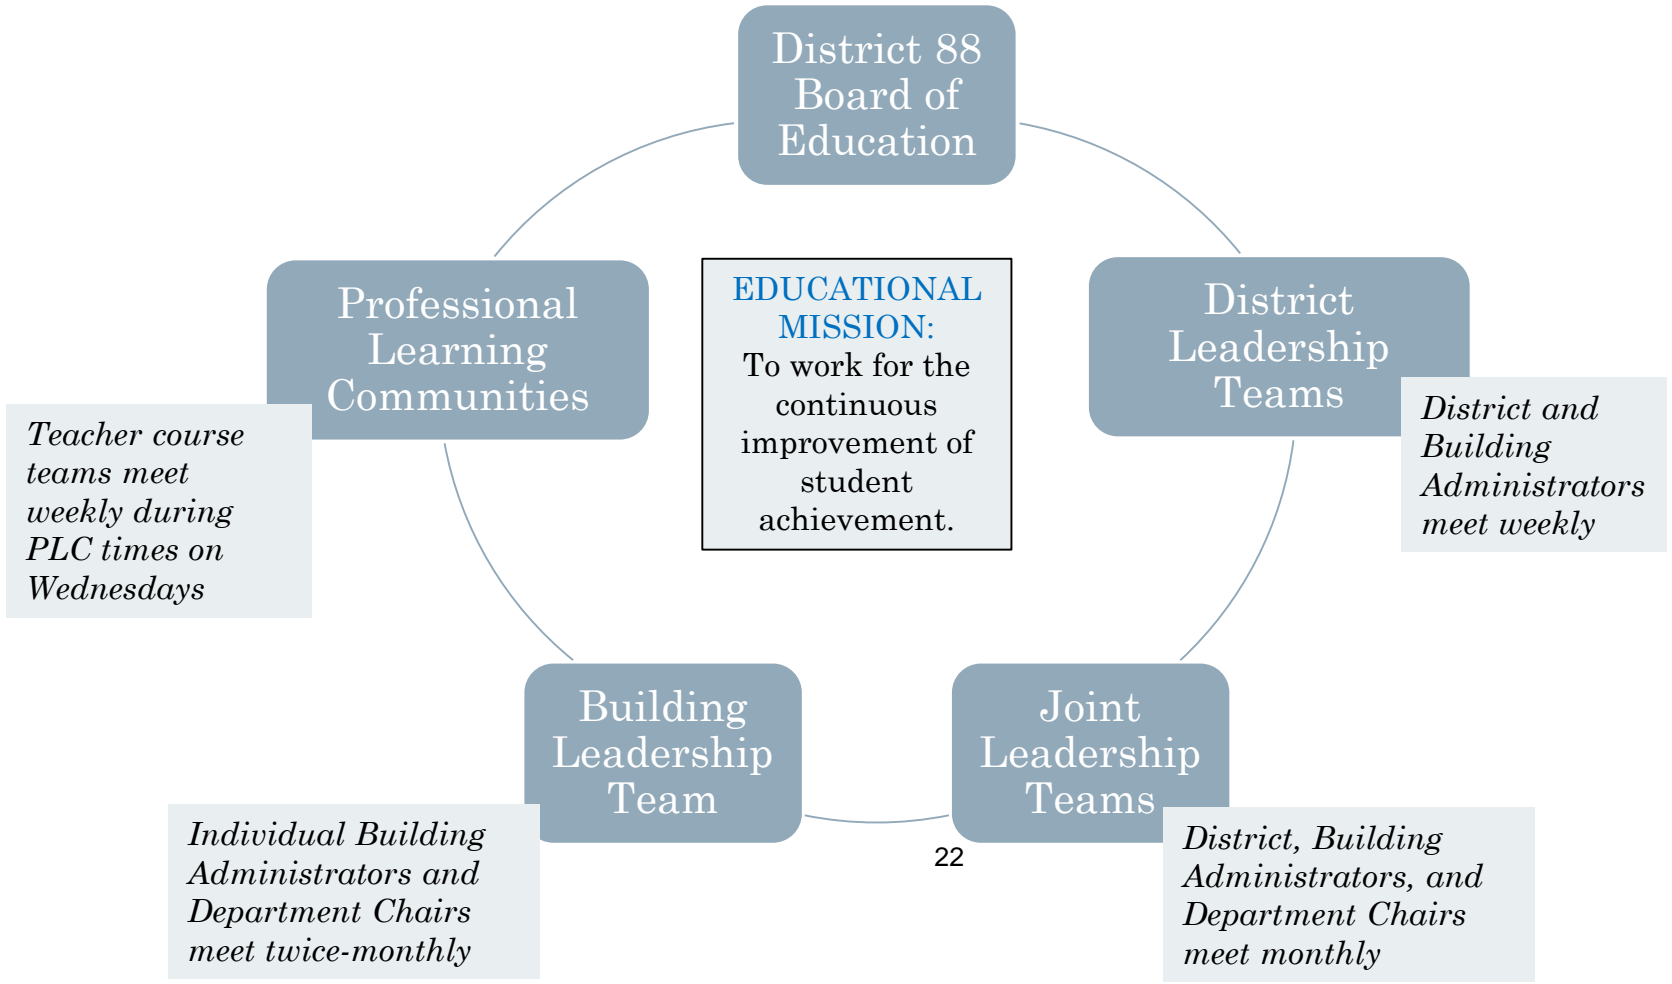 District 88
Board of
Education
Professional
Learning
Communities
Teacher course
teams meet
weekly during
PLC times on
Wednesdays
EDUCATIONAL
MISSION:
To work for the
continuous
improvement of
student
achievement.
District
Leadership
Teams
District and
Building
Administrators
meet weekly
Building
Leadership
Team
Individual Building
Administrators and
Department Chairs
meet twice-monthly
Joint
Leadership
Teams
District, Building
Administrators, and
Department Chairs
meet monthly
22